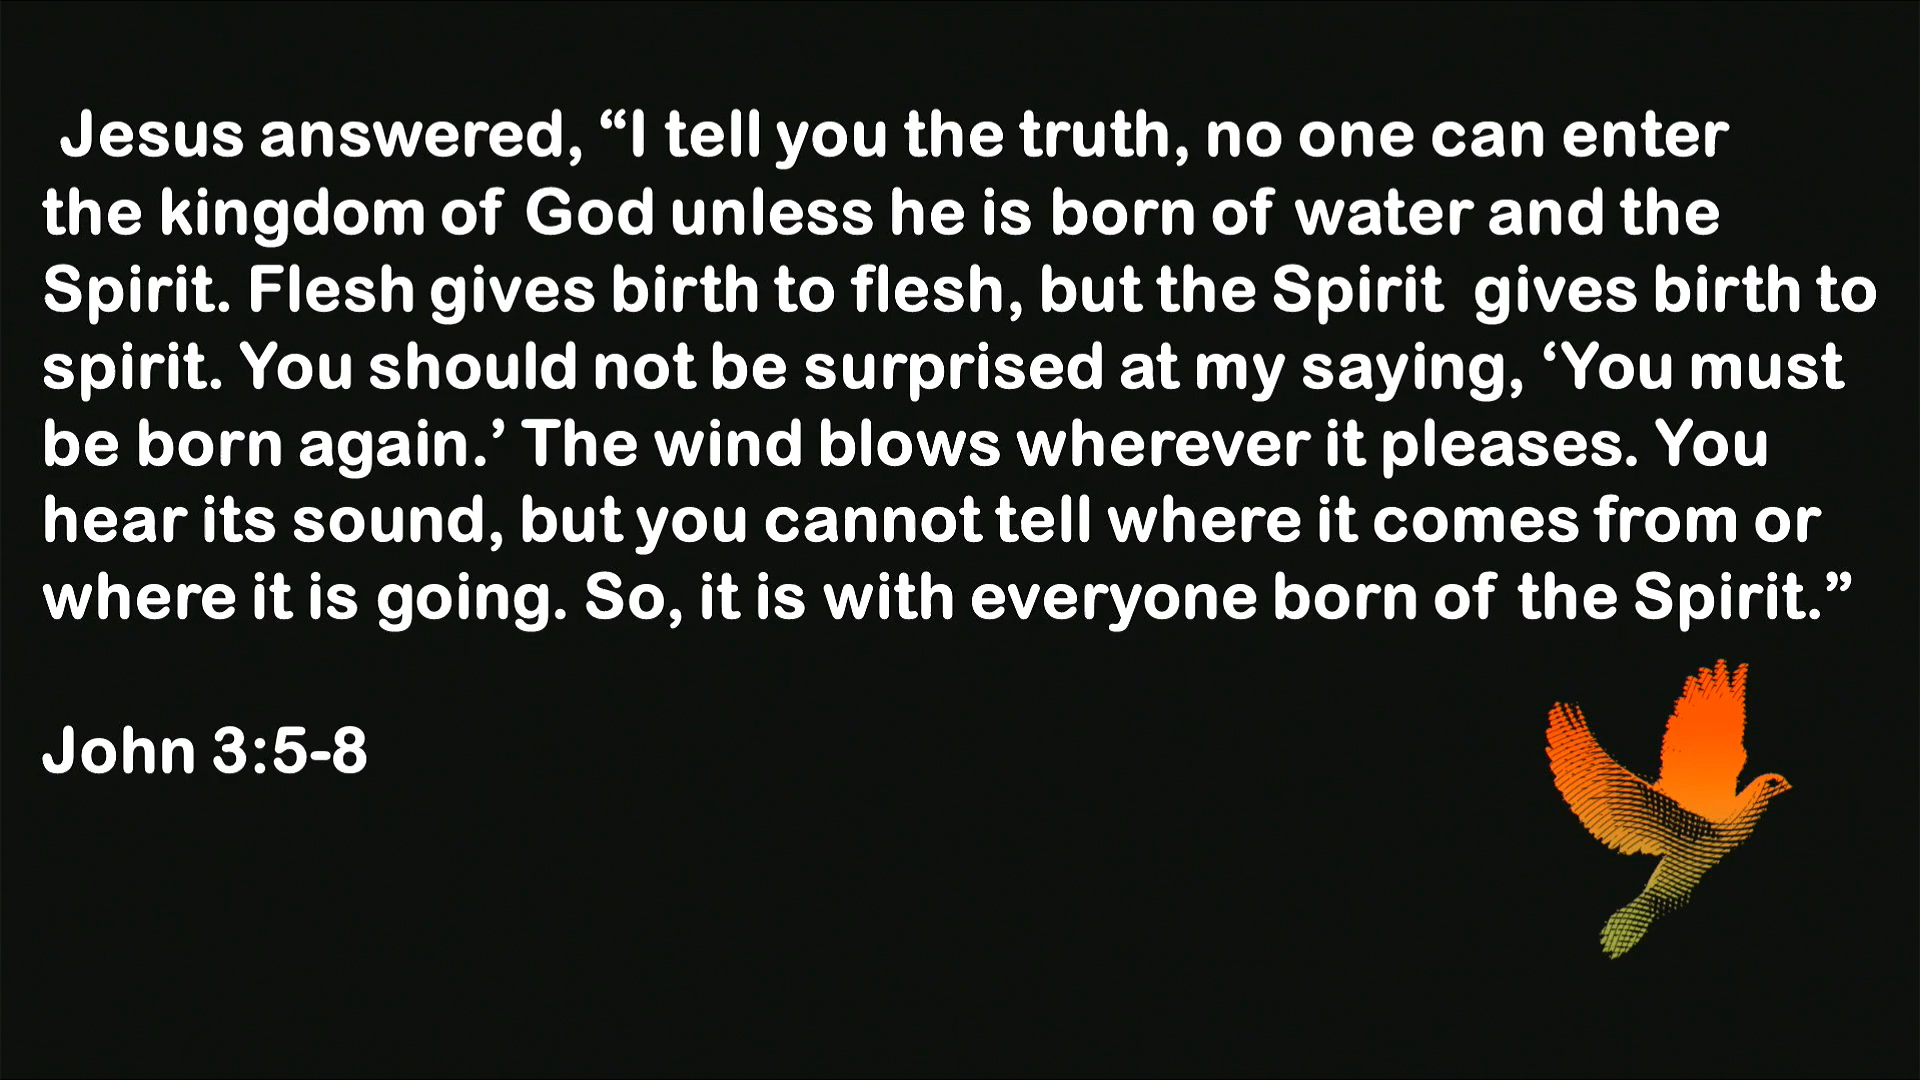 Jesus answered, “I tell you the truth, no one can enter
the kingdom of God unless he is born of water and the
Spirit. Flesh gives birth to flesh, but the Spirit gives birth to
spirit. You should not be surprised at my saying, ‘You must
be born again.’ The wind blows wherever it pleases. You
hear its sound, but you cannot tell where it comes from or
where it is going. So, it is with everyone born of the Spirit.”
John 3:5-8